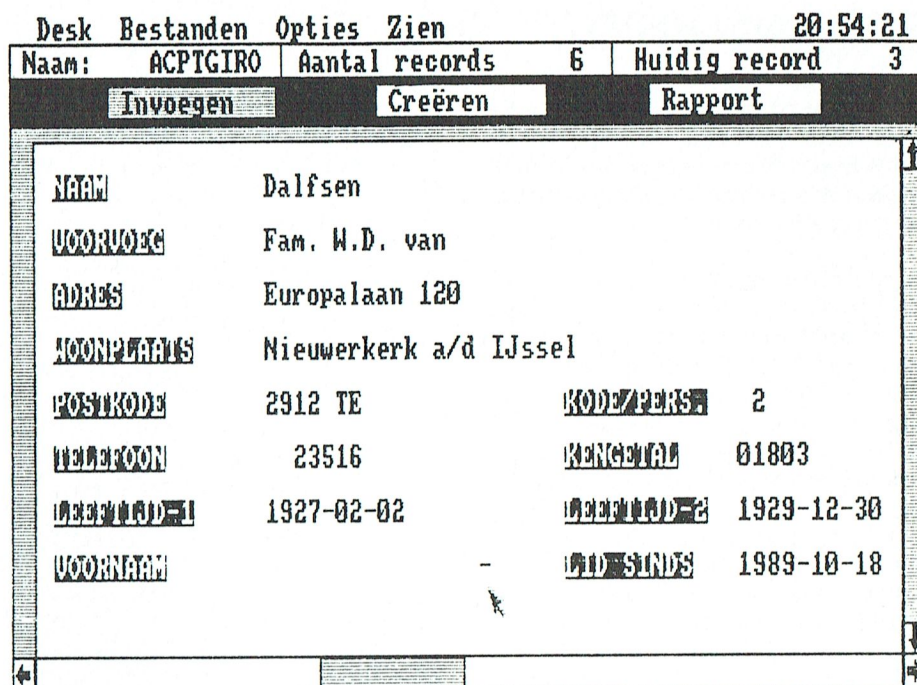 Desk Bestanden Opties Zien 20:54:21
Naam: ACPTGIRO Aantal records 6 Huidig record 3
Invoegen Creëren Rapport
NAAM Dalfsen
VOORVOEG Fam. W.D. van
ADRES Europalaan 120
WOONPLAATS Nieuwerkerk a/d IJssel
POSTKODE 2912 TE KODE/PERS. 2
TELEFOON 23516 KENGETAL 01803
LEEFTIJD-1 1927-02-02 LEEFTIJD-2 1929-12-30
VOORNAAM - LID SINDS 1989-10-18